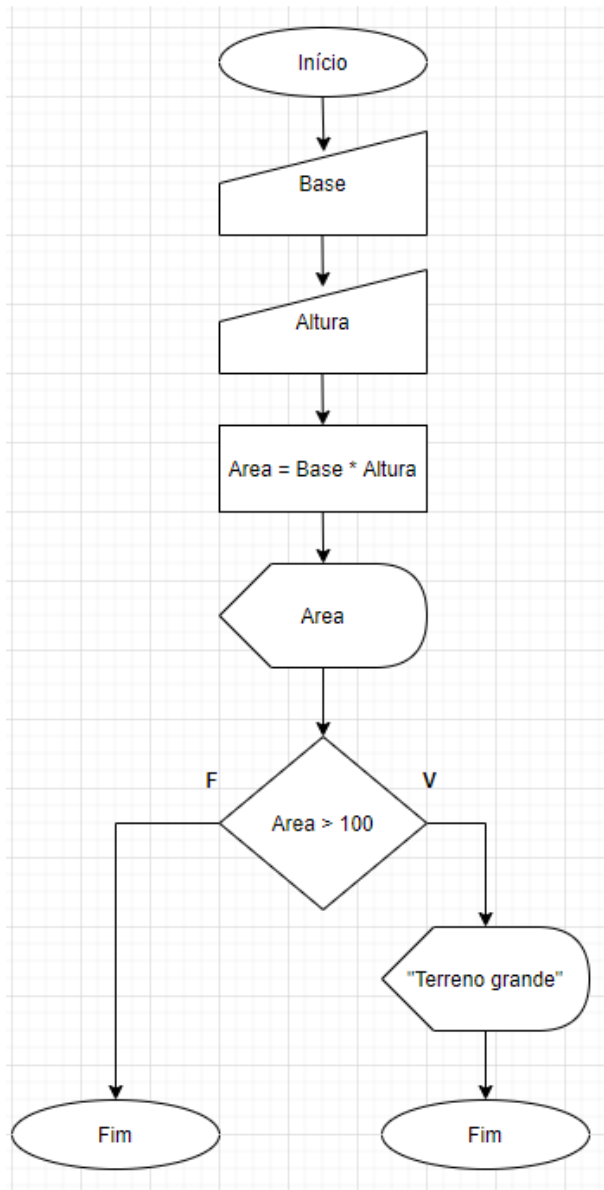 Início
Base
Altura
Area = Base * Altura
Area
F
V
Area > 100
"Terreno grande"
Fim
Fim